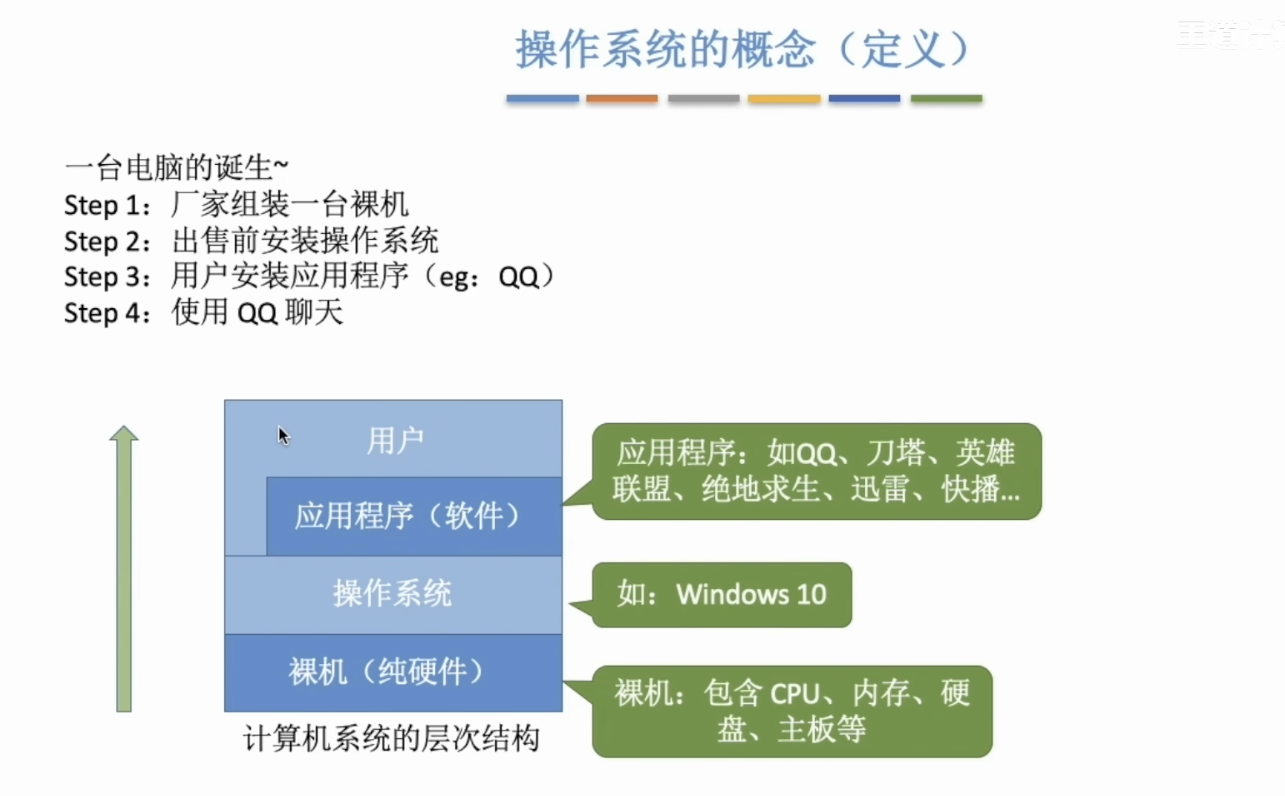 操作系统的概念（定义）
一台电脑的诞生~
Step 1：厂家组装一台裸机
Step 2：出售前安装操作系统
Step 3：用户安装应用程序（eg：QQ）
Step 4：使用 QQ 聊天
用户
应用程序（软件）
操作系统
裸机（纯硬件）
计算机系统的层次结构
应用程序：如QQ、刀塔、英雄
联盟、绝地求生、迅雷、快播...
如：Windows 10
裸机：包含 CPU、内存、硬
盘、主板等